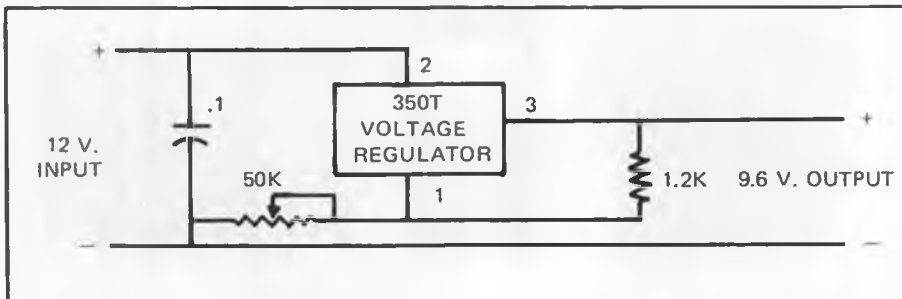 +
2
.1
350T
VOLTAGE
REGULATOR
3
+
12 V.
INPUT
50K
1
1.2K
9.6 V. OUTPUT
−
−